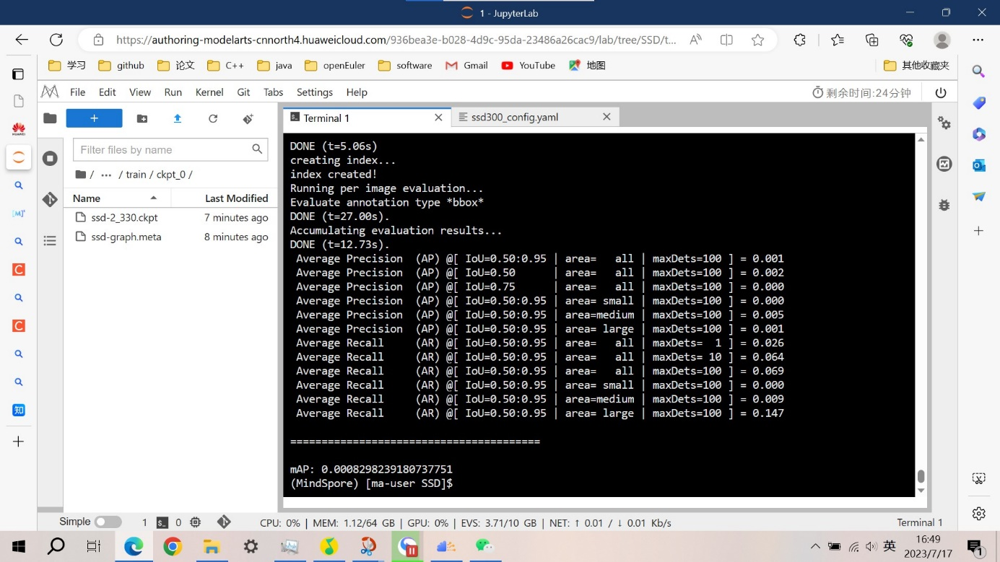 1 - JupyterLab
https://authoring-modelarts-cnnorth4.huaweicloud.com/936bea3e-b028-4d9c-95da-23486a26cac9/lab/tree/SSD/t...
学习 github 论文 C++ java openEuler software Gmail YouTube 地图 其他收藏夹
File Edit View Run Kernel Git Tabs Settings Help 剩余时间:24分钟
HUAWEI
Terminal 1 ssd300_config.yaml
Filter files by name
/ ... / train / ckpt_0 /
Name Last Modified
ssd-2_330.ckpt 7 minutes ago
ssd-graph.meta 8 minutes ago
DONE (t=5.06s)
creating index...
index created!
Running per image evaluation...
Evaluate annotation type *bbox*
DONE (t=27.00s).
Accumulating evaluation results...
DONE (t=12.73s).
Average Precision (AP) @[ IoU=0.50:0.95 | area= all | maxDets=100 ] = 0.001
Average Precision (AP) @[ IoU=0.50 | area= all | maxDets=100 ] = 0.002
Average Precision (AP) @[ IoU=0.75 | area= all | maxDets=100 ] = 0.000
Average Precision (AP) @[ IoU=0.50:0.95 | area= small | maxDets=100 ] = 0.000
Average Precision (AP) @[ IoU=0.50:0.95 | area=medium | maxDets=100 ] = 0.005
Average Precision (AP) @[ IoU=0.50:0.95 | area= large | maxDets=100 ] = 0.001
Average Recall (AR) @[ IoU=0.50:0.95 | area= all | maxDets= 1 ] = 0.026
Average Recall (AR) @[ IoU=0.50:0.95 | area= all | maxDets= 10 ] = 0.064
Average Recall (AR) @[ IoU=0.50:0.95 | area= all | maxDets=100 ] = 0.069
Average Recall (AR) @[ IoU=0.50:0.95 | area= small | maxDets=100 ] = 0.000
Average Recall (AR) @[ IoU=0.50:0.95 | area=medium | maxDets=100 ] = 0.009
Average Recall (AR) @[ IoU=0.50:0.95 | area= large | maxDets=100 ] = 0.147
========================================
mAP: 0.0008298239180737751
(MindSpore) [ma-user SSD]$
Simple 1 0 CPU: 0% | MEM: 1.12/64 GB | GPU: 0% | EVS: 3.71/10 GB | NET: ↑ 0.01 / ↓ 0.01 Kb/s Terminal 1
英 16:49
2023/7/17
1